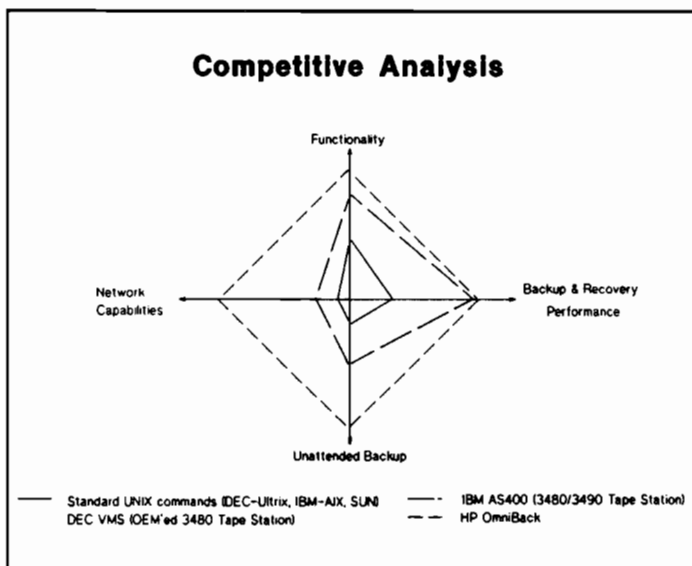 Competitive Analysis
Functionality
Network
Capabilities
Backup & Recovery
Performance
Unattended Backup
Standard UNIX commands (DEC-Ultrix, IBM-AIX, SUN)
DEC VMS (OEM'ed 3480 Tape Station)
IBM AS400 (3480/3490 Tape Station)
HP OmniBack